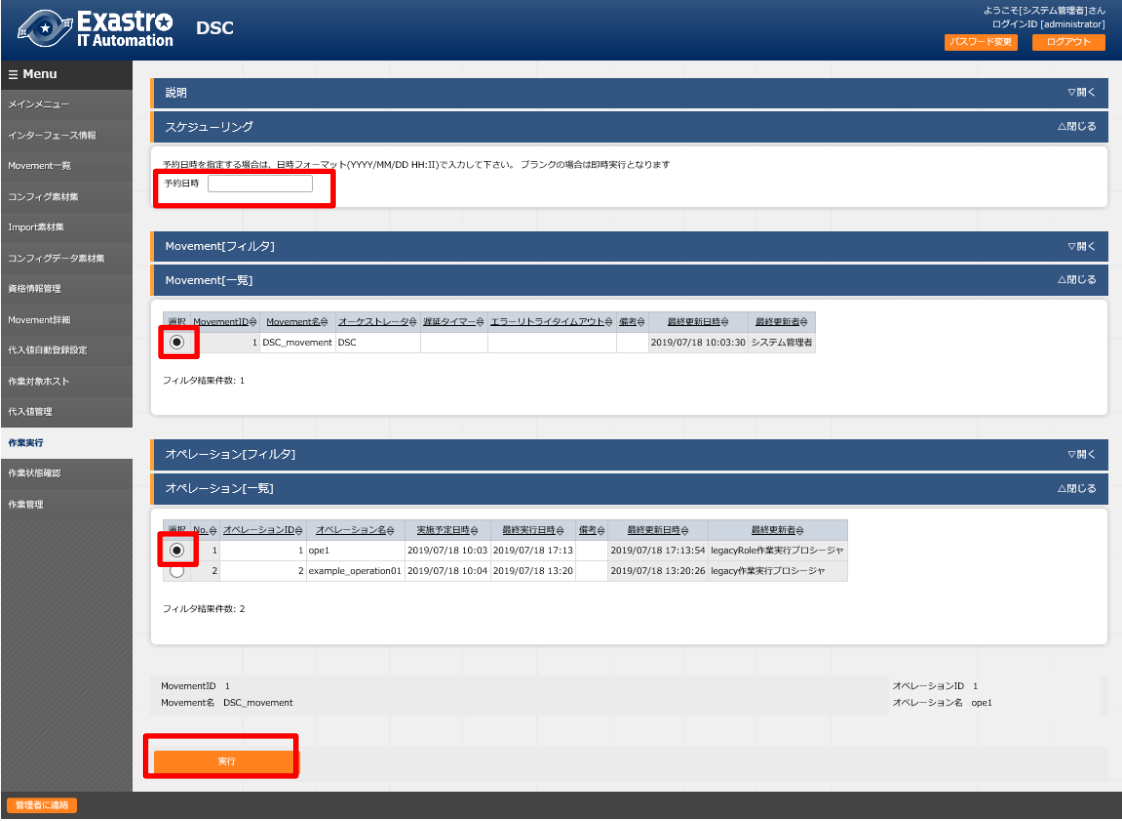 Exastro
IT Automation
DSC
ようこそ[システム管理者]さん
ログインID [administrator]
パスワード変更 ログアウト
☰ Menu
メインメニュー
インターフェース情報
Movement一覧
コンフィグ素材集
Import素材集
コンフィグデータ素材集
資格情報管理
Movement詳細
代入値自動登録設定
作業対象ホスト
代入値管理
作業実行
作業状態確認
作業管理
説明 ▽開く
スケジューリング △閉じる
予約日時を指定する場合は、日時フォーマット(YYYY/MM/DD HH:II)で入力して下さい。 ブランクの場合は即時実行となります
予約日時
Movement[フィルタ] ▽開く
Movement[一覧] △閉じる
選択 MovementID Movement名 オーケストレータ 遅延タイマー エラーリトライタイムアウト 備考 最終更新日時 最終更新者
1 DSC_movement DSC 2019/07/18 10:03:30 システム管理者
フィルタ結果件数: 1
オペレーション[フィルタ] ▽開く
オペレーション[一覧] △閉じる
選択 No. オペレーションID オペレーション名 実施予定日時 最終実行日時 備考 最終更新日時 最終更新者
1 1 ope1 2019/07/18 10:03 2019/07/18 17:13 2019/07/18 17:13:54 legacyRole作業実行プロシージャ
2 2 example_operation01 2019/07/18 10:04 2019/07/18 13:20 2019/07/18 13:20:26 legacy作業実行プロシージャ
フィルタ結果件数: 2
MovementID 1 オペレーションID 1
Movement名 DSC_movement オペレーション名 ope1
実行
管理者に連絡